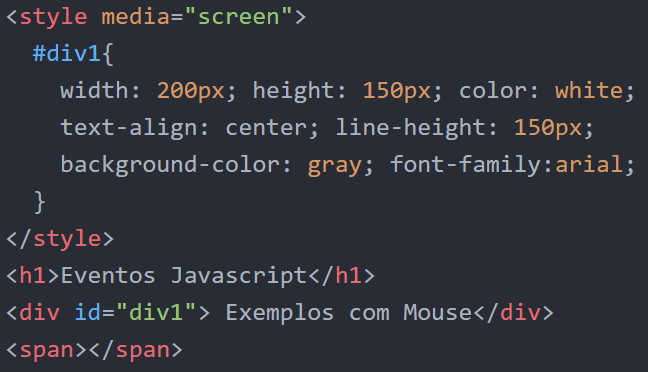 <style media="screen">
  #div1{
    width: 200px; height: 150px; color: white;
    text-align: center; line-height: 150px;
    background-color: gray; font-family:arial;
  }
</style>
<h1>Eventos Javascript</h1>
<div id="div1"> Exemplos com Mouse</div>
<span></span>